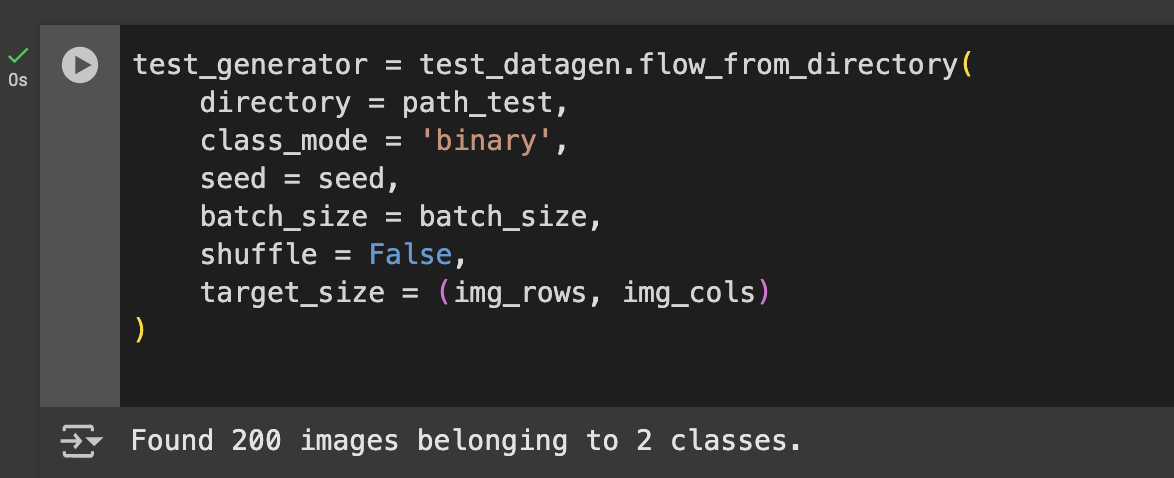 test_generator = test_datagen.flow_from_directory(
    directory = path_test,
    class_mode = 'binary',
    seed = seed,
    batch_size = batch_size,
    shuffle = False,
    target_size = (img_rows, img_cols)
)
0s
Found 200 images belonging to 2 classes.